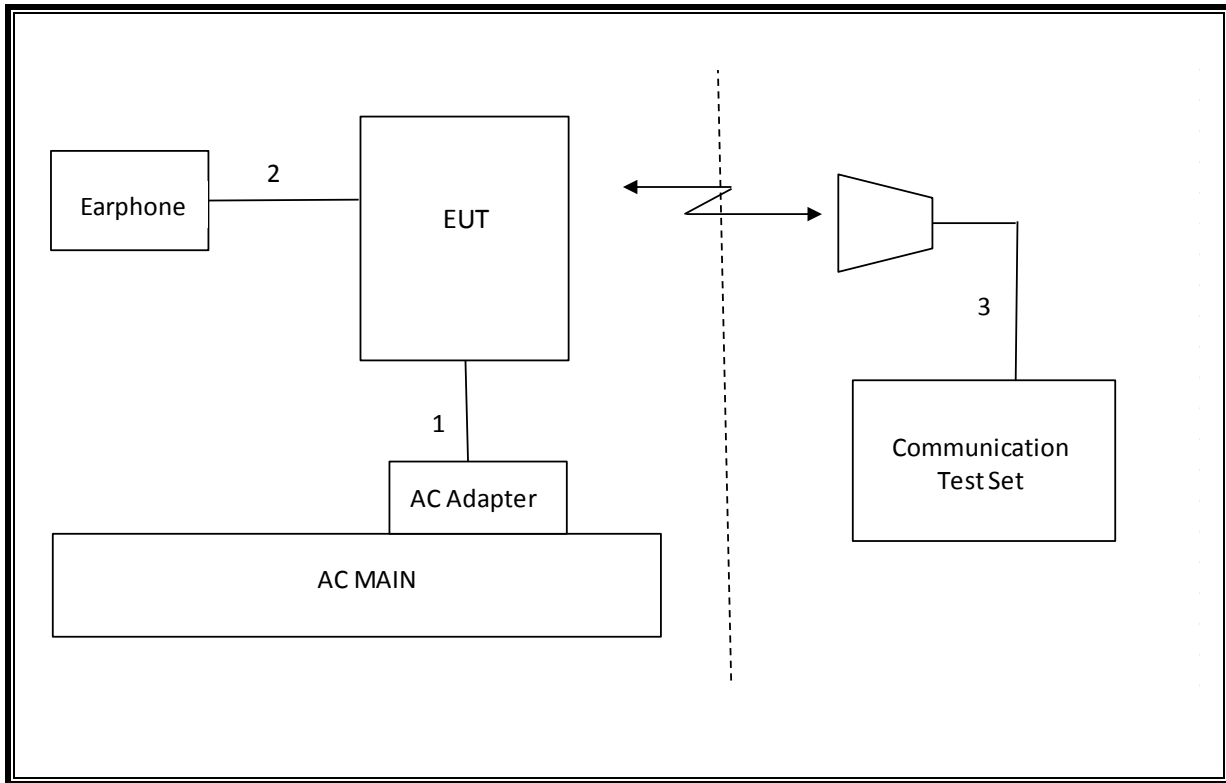 2
Earphone
EUT
3
1
Communication
Test Set
AC Adapter
AC MAIN